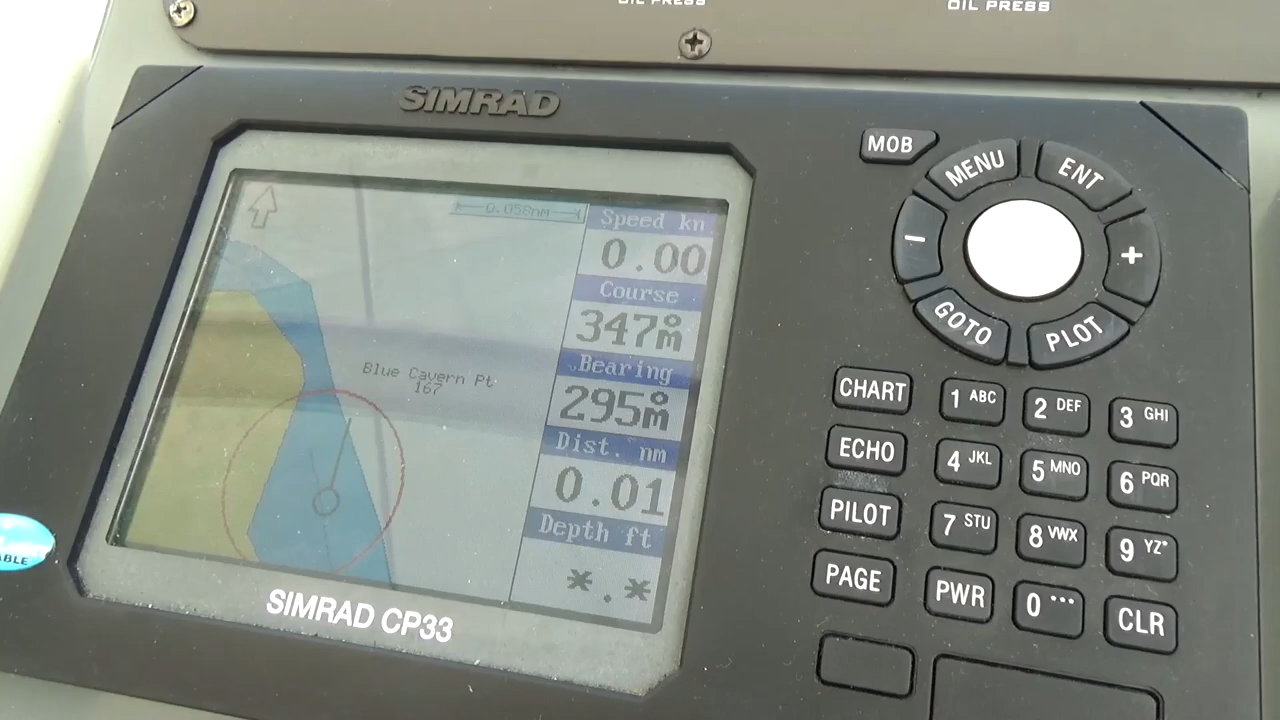 OIL PRESS
OIL PRESS
SIMRAD
0.058nm
Speed kn
0.00
Course
347°m
Bearing
295°m
Dist. nm
0.01
Depth ft
*.*
Blue Cavern Pt
167
SIMRAD CP33
ABLE
MOB
MENU
ENT
-
+
GOTO
PLOT
CHART
1 ABC
2 DEF
3 GHI
ECHO
4 JKL
5 MNO
6 PQR
PILOT
7 STU
8 VWX
9 YZ*
PAGE
PWR
0 •••
CLR